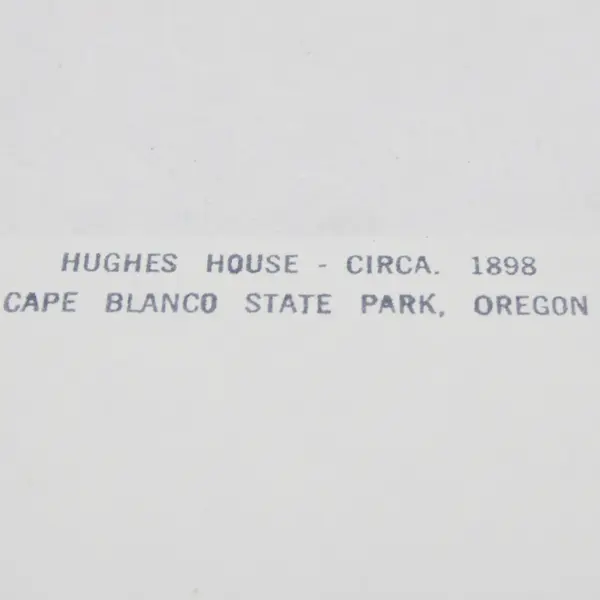 HUGHES HOUSE - CIRCA. 1898
CAPE BLANCO STATE PARK, OREGON